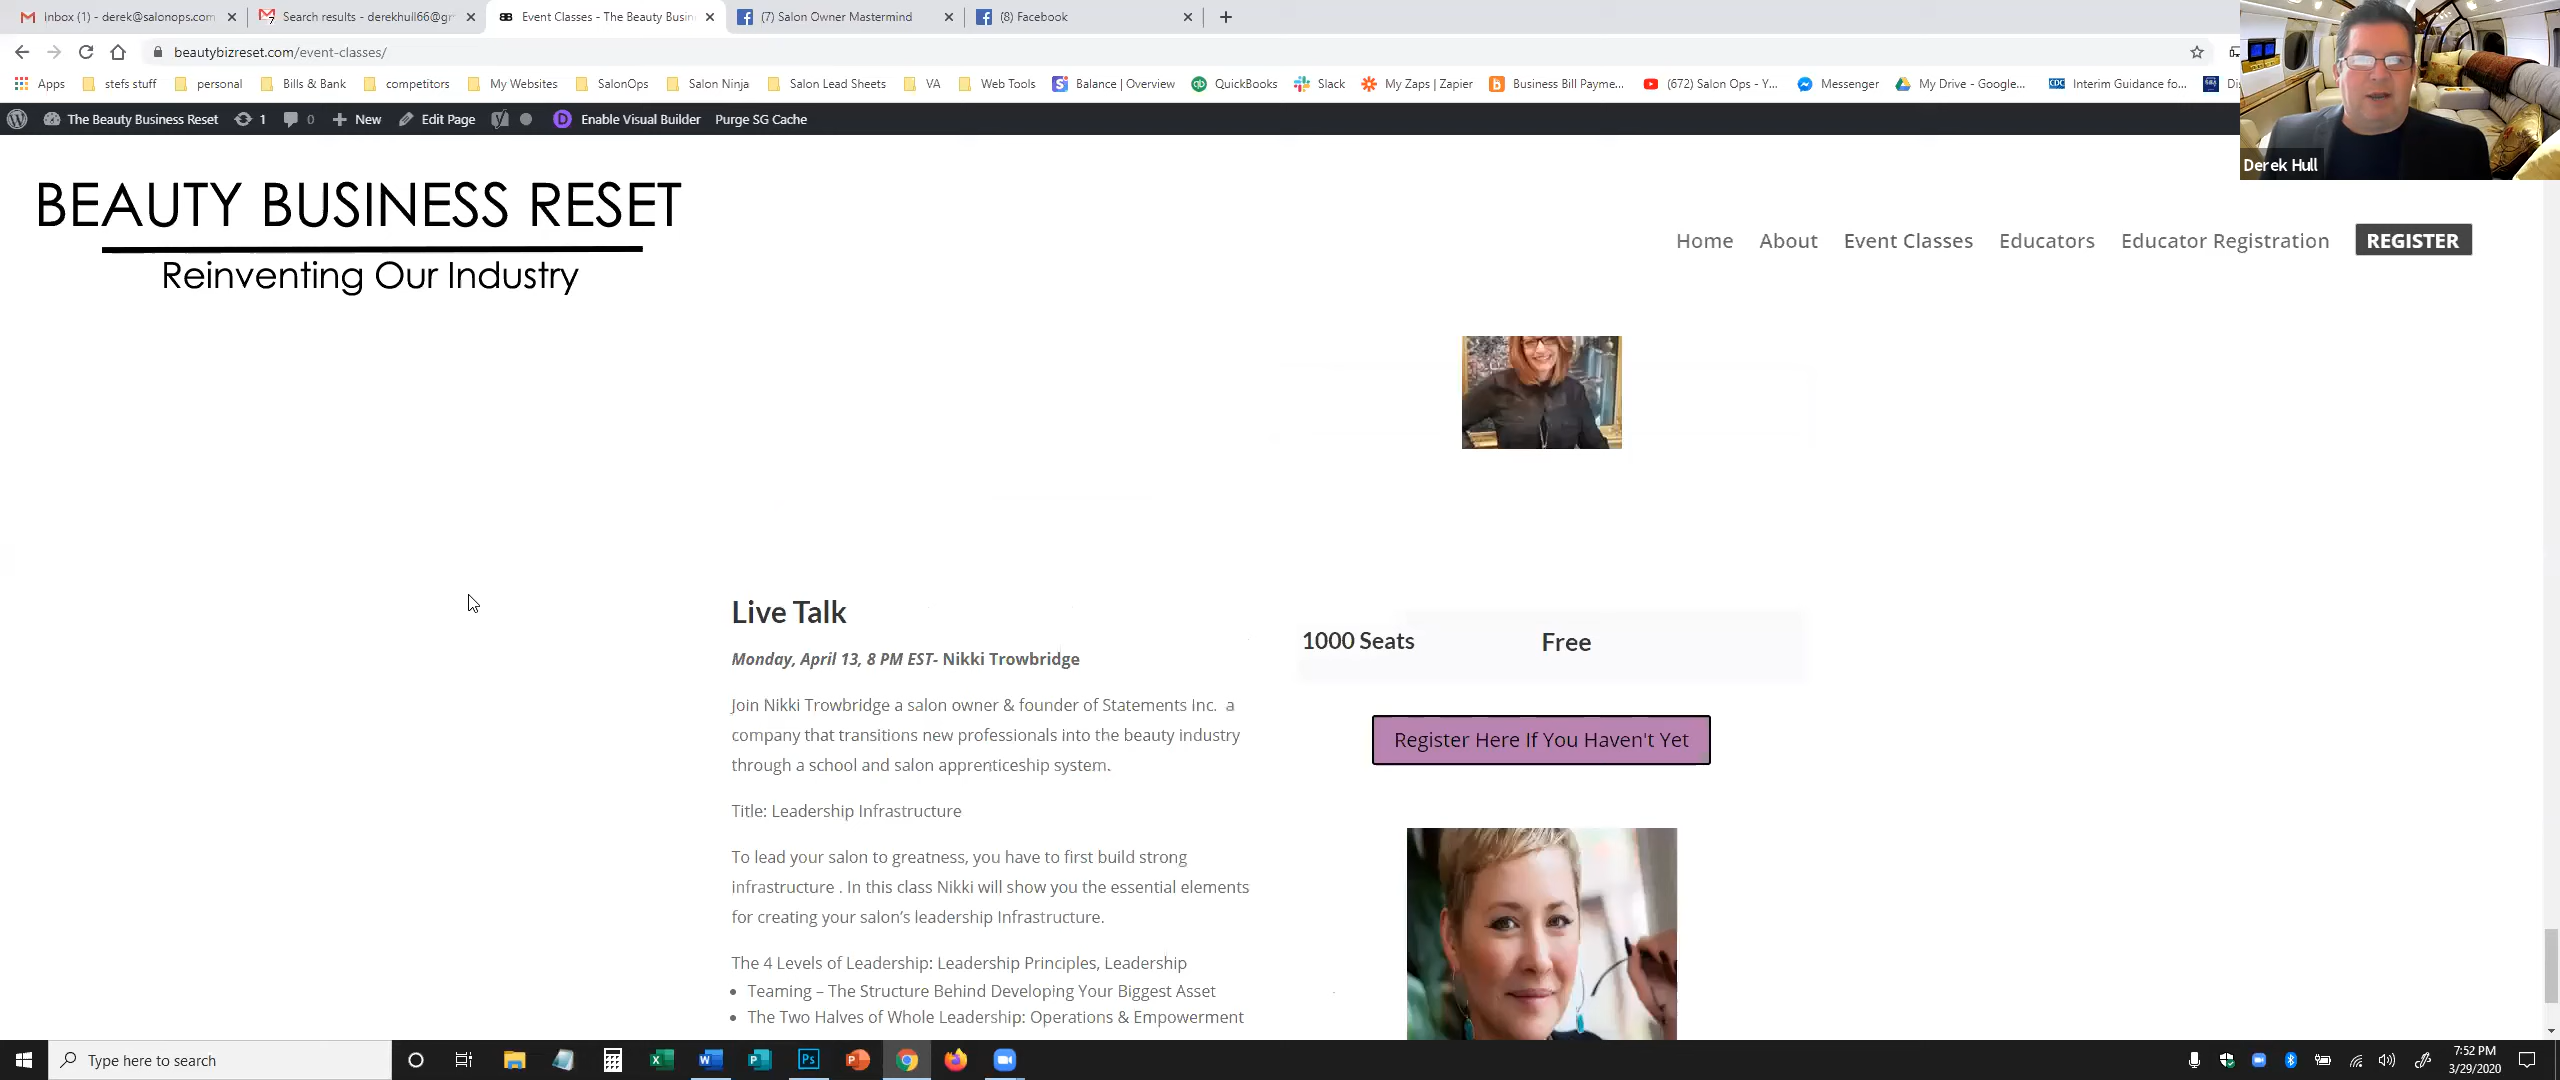 Inbox (1) - derek@salonops.com
Search results - derekhull66@gm
Event Classes - The Beauty Busin
(7) Salon Owner Mastermind
(8) Facebook
beautybizreset.com/event-classes/
Apps
stefs stuff
personal
Bills & Bank
competitors
My Websites
SalonOps
Salon Ninja
Salon Lead Sheets
VA
Web Tools
Balance | Overview
QuickBooks
Slack
My Zaps | Zapier
Business Bill Payme...
(672) Salon Ops - Y...
Messenger
My Drive - Google...
Interim Guidance fo...
The Beauty Business Reset
1
0
New
Edit Page
Enable Visual Builder
Purge SG Cache
Derek Hull
BEAUTY BUSINESS RESET
Reinventing Our Industry
Home
About
Event Classes
Educators
Educator Registration
REGISTER
Live Talk
Monday, April 13, 8 PM EST- Nikki Trowbridge
Join Nikki Trowbridge a salon owner & founder of Statements Inc. a
company that transitions new professionals into the beauty industry
through a school and salon apprenticeship system.
Title: Leadership Infrastructure
To lead your salon to greatness, you have to first build strong
infrastructure . In this class Nikki will show you the essential elements
for creating your salon's leadership Infrastructure.
The 4 Levels of Leadership: Leadership Principles, Leadership
• Teaming – The Structure Behind Developing Your Biggest Asset
• The Two Halves of Whole Leadership: Operations & Empowerment
1000 Seats
Free
Register Here If You Haven't Yet
Type here to search
7:52 PM
3/29/2020